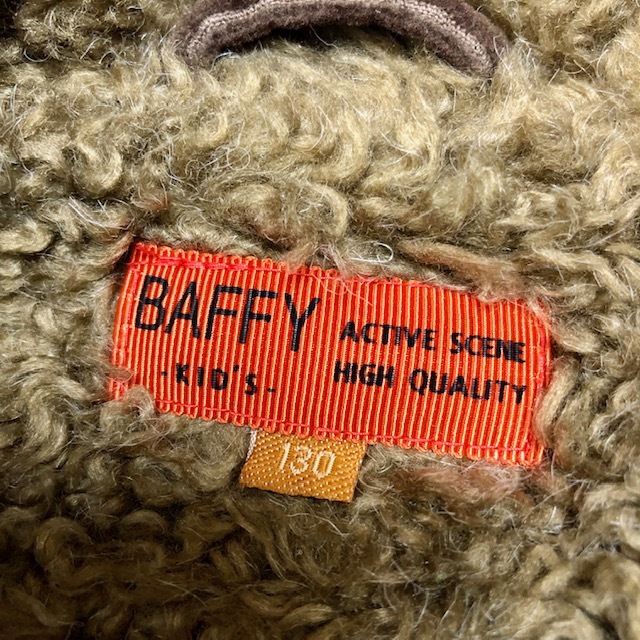 BAFFY
-KID'S-
ACTIVE SCENE
HIGH QUALITY
130